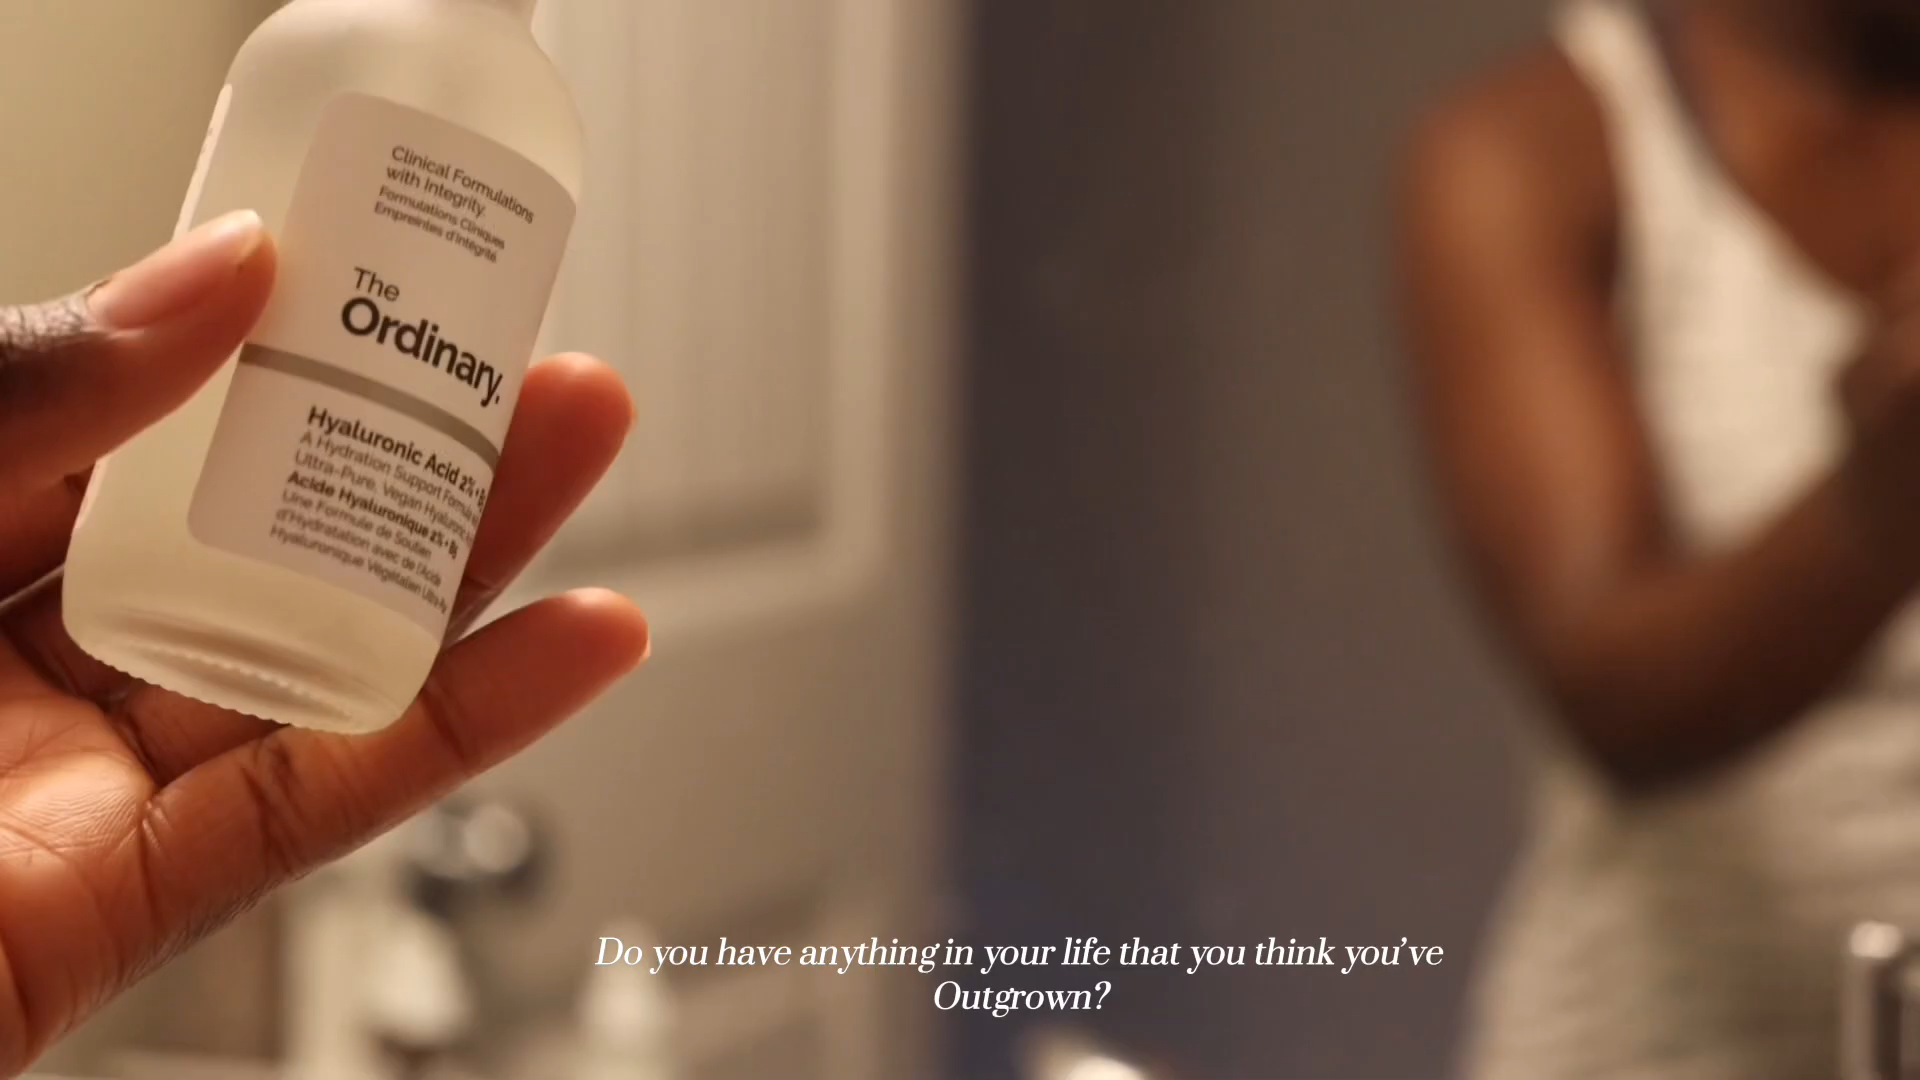 Clinical Formulations
with Integrity.
Formulations Cliniques
Empreintes d'Intégrité.
The
Ordinary.
Hyaluronic Acid 2% + B5
A Hydration Support Formula
Ultra-Pure, Vegan Hyaluronic
Acide Hyaluronique 2% + B5
Une Formule de Soutien
d'Hydratation avec de l'Acide
Hyaluronique Végétalien Ultra-
Do you have anything in your life that you think you've
Outgrown?